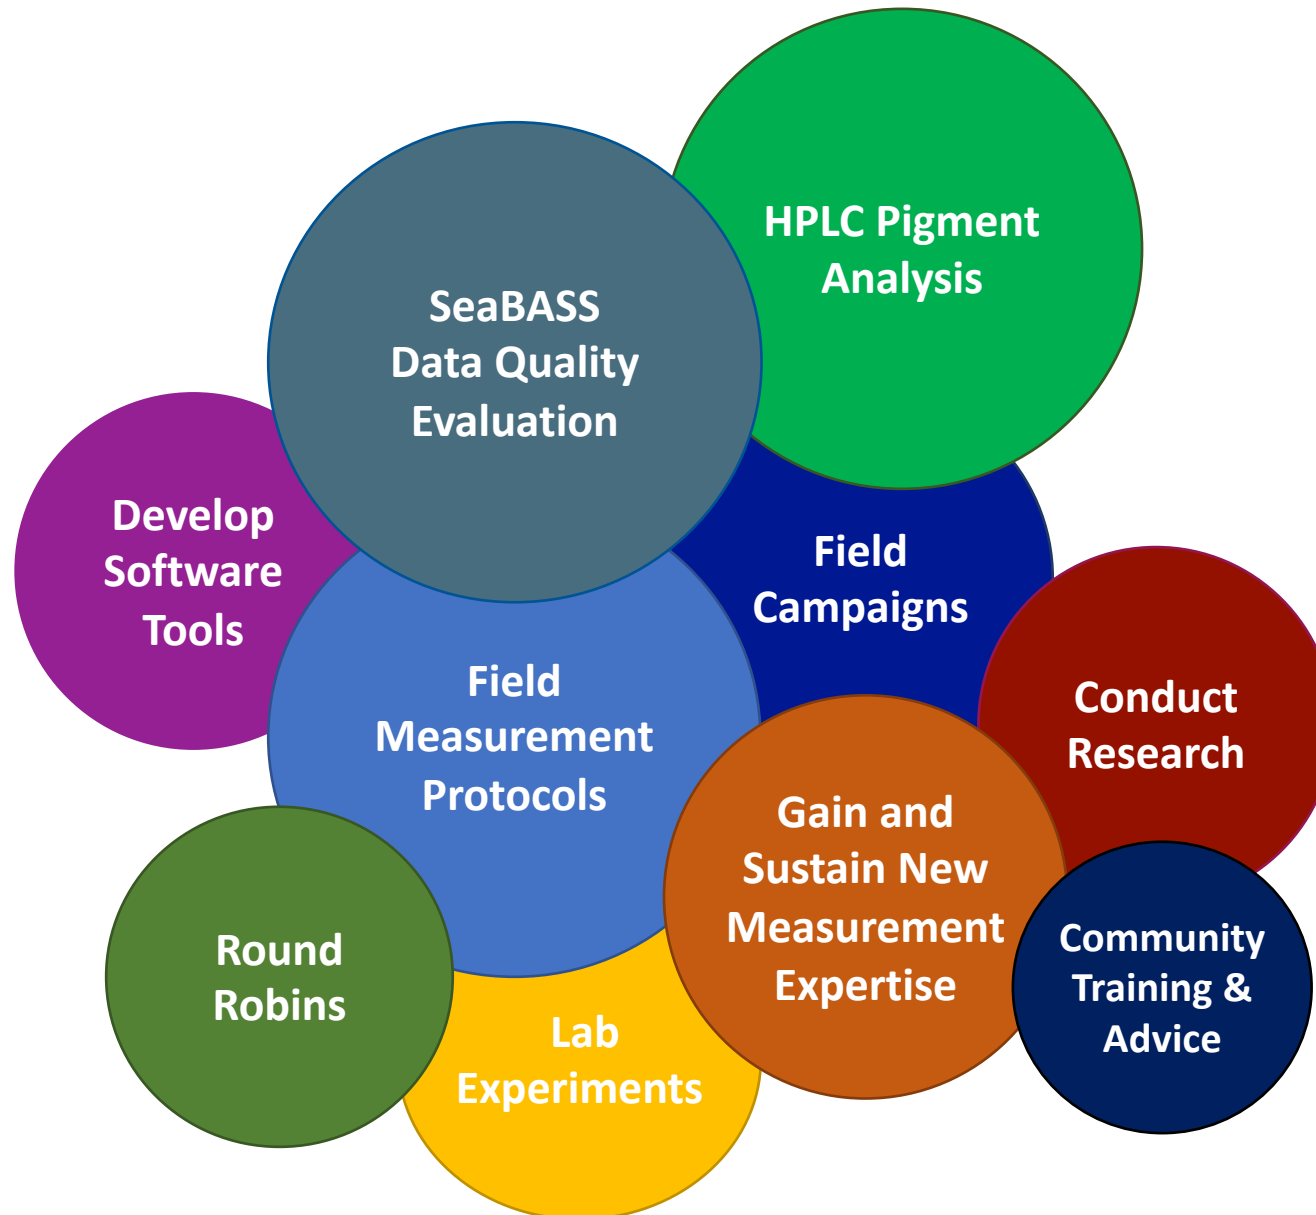 HPLC Pigment
Analysis
SeaBASS
Data Quality
Evaluation
Develop
Software
Tools
Field
Campaigns
Field
Measurement
Protocols
Conduct
Research
Gain and
Sustain New
Measurement
Expertise
Round
Robins
Community
Training &
Advice
Lab
Experiments